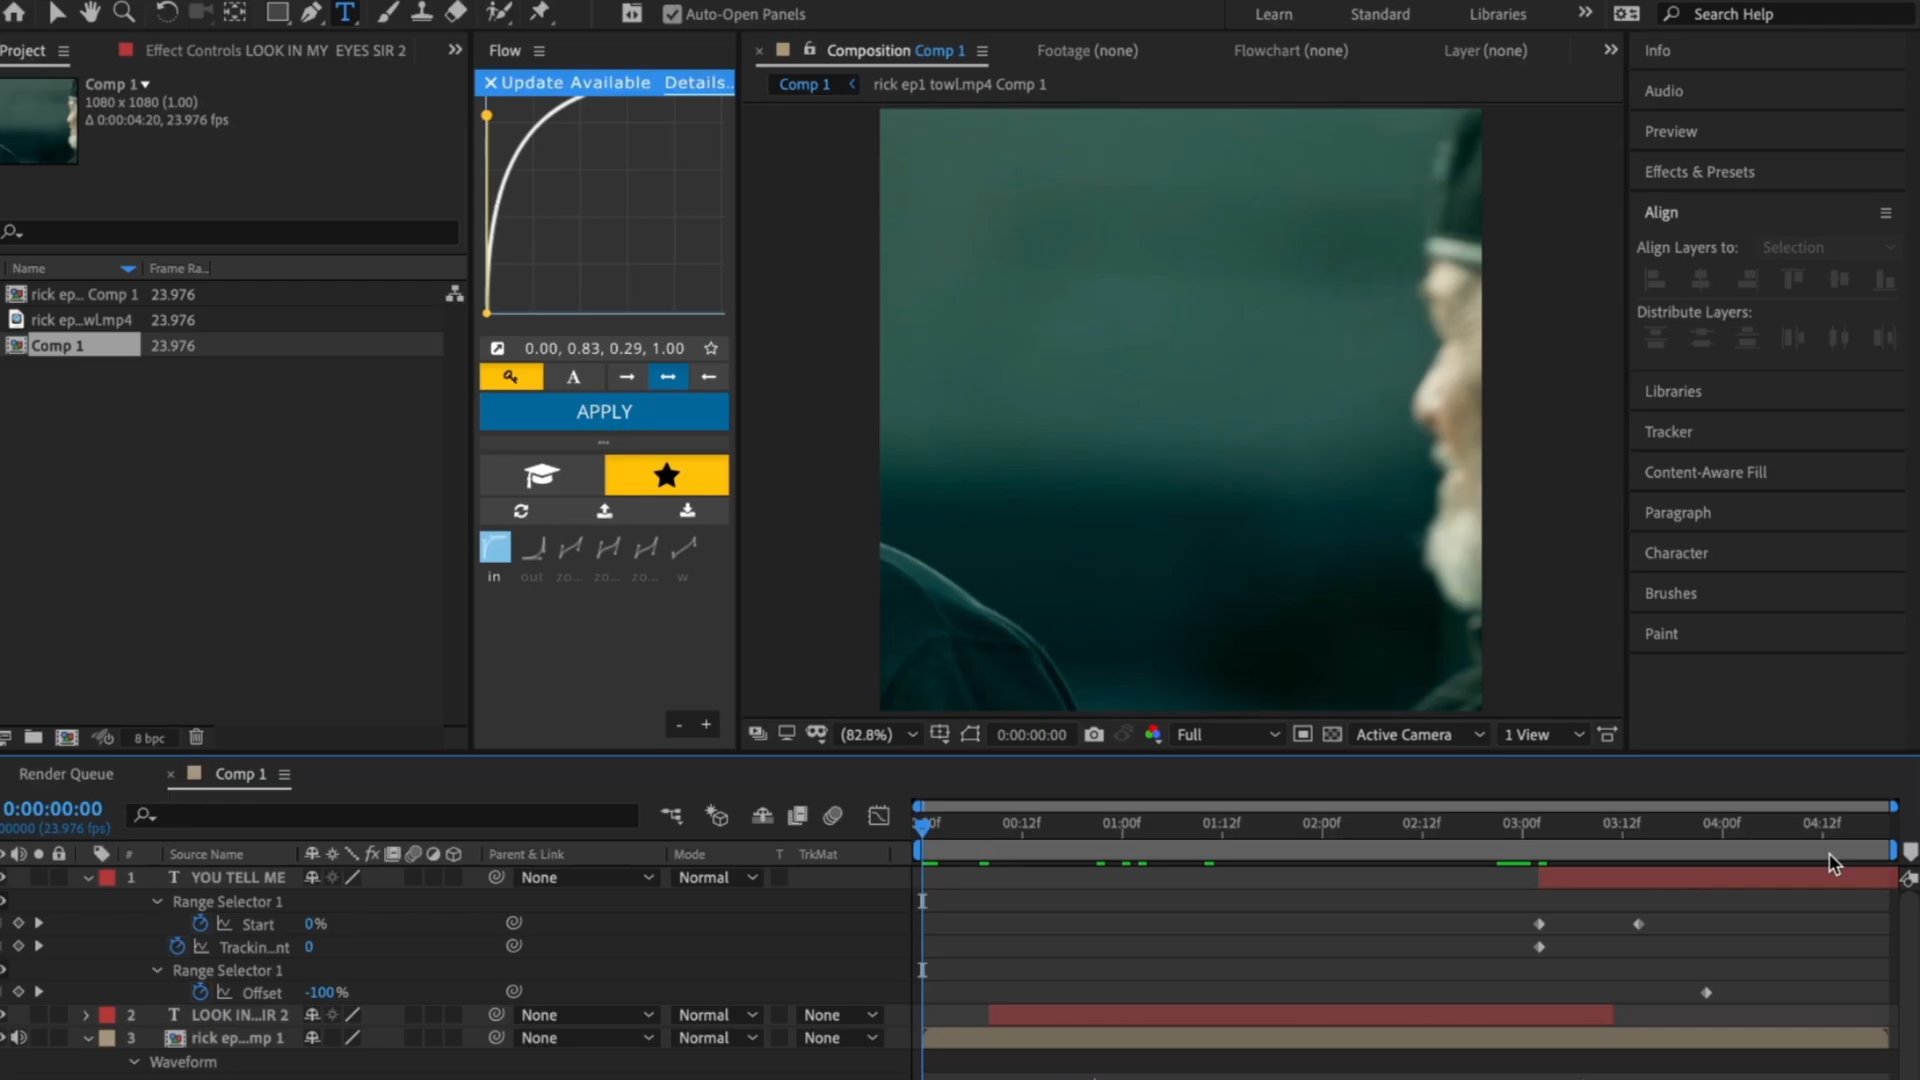 Auto-Open Panels
Learn
Standard
Libraries
Search Help
Project
Effect Controls LOOK IN MY EYES SIR 2
Flow
Composition Comp 1
Footage (none)
Flowchart (none)
Layer (none)
Info
Comp 1
1080 x 1080 (1.00)
Δ 0:00:04:20, 23.976 fps
Update Available Details..
Comp 1
rick ep1 towl.mp4 Comp 1
Audio
Preview
Effects & Presets
Align
Align Layers to: Selection
Distribute Layers:
Name
Frame Ra...
rick ep... Comp 1 23.976
rick ep...wl.mp4 23.976
Comp 1 23.976
0.00, 0.83, 0.29, 1.00
A
APPLY
in
out
zo...
zo...
zo...
w
- +
Libraries
Tracker
Content-Aware Fill
Paragraph
Character
Brushes
Paint
8 bpc
(82.8%)
0:00:00:00
Full
Active Camera
1 View
Render Queue
Comp 1
0:00:00:00
00000 (23.976 fps)
00:12f
01:00f
01:12f
02:00f
02:12f
03:00f
03:12f
04:00f
04:12f
# Source Name
fx
Parent & Link
Mode
T TrkMat
1 T YOU TELL ME None Normal
Range Selector 1
Start 0%
Trackin...nt 0
Range Selector 1
Offset -100%
2 T LOOK IN...IR 2 None Normal None
3 rick ep...mp 1 None Normal None
Waveform